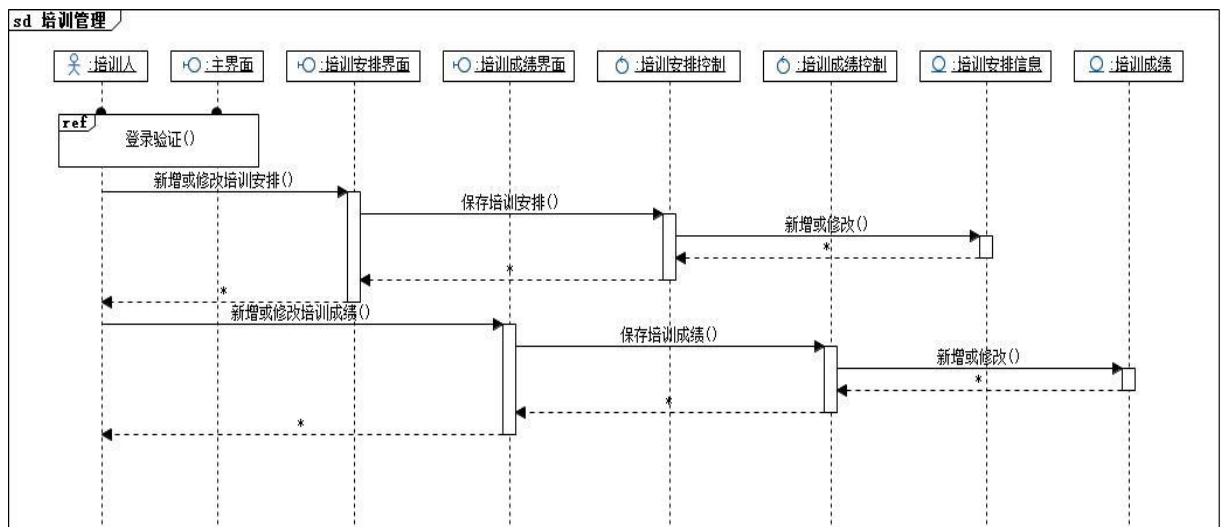 sd 培训管理
:培训人
:主界面
:培训安排界面
:培训成绩界面
:培训安排控制
:培训成绩控制
:培训安排信息
:培训成绩
ref
登录验证()
新增或修改培训安排()
保存培训安排()
新增或修改()
*
*
*
新增或修改培训成绩()
保存培训成绩()
新增或修改()
*
*
*